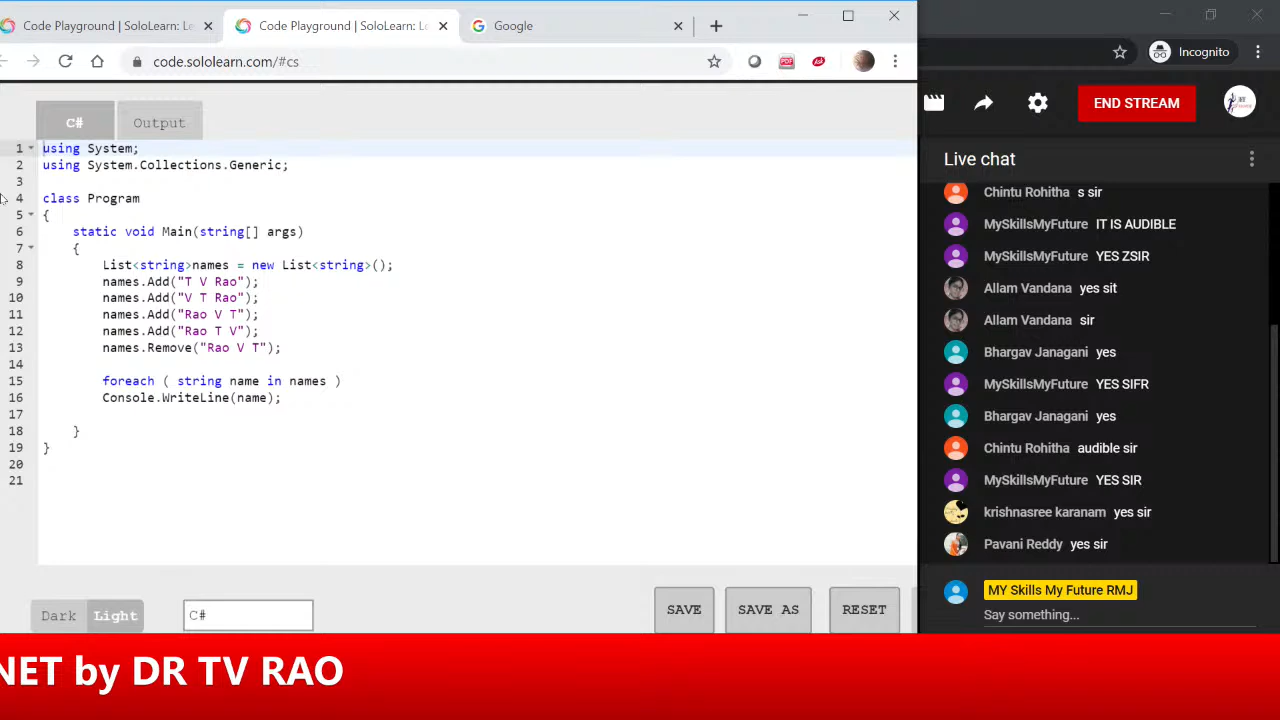 Code Playground | SoloLearn: Le
Code Playground | SoloLearn: Le
Google
code.sololearn.com/#cs
Incognito
C#
Output
1 using System;
2 using System.Collections.Generic;
3
4 class Program
5 {
6 static void Main(string[] args)
7 {
8 List<string>names = new List<string>();
9 names.Add("T V Rao");
10 names.Add("V T Rao");
11 names.Add("Rao V T");
12 names.Add("Rao T V");
13 names.Remove("Rao V T");
14
15 foreach ( string name in names )
16 Console.WriteLine(name);
17
18 }
19 }
20
21
Dark Light
C#
SAVE
SAVE AS
RESET
END STREAM
Live chat
Chintu Rohitha s sir
MySkillsMyFuture IT IS AUDIBLE
MySkillsMyFuture YES ZSIR
Allam Vandana yes sit
Allam Vandana sir
Bhargav Janagani yes
MySkillsMyFuture YES SIFR
Bhargav Janagani yes
Chintu Rohitha audible sir
MySkillsMyFuture YES SIR
krishnasree karanam yes sir
Pavani Reddy yes sir
MY Skills My Future RMJ
Say something...
NET by DR TV RAO